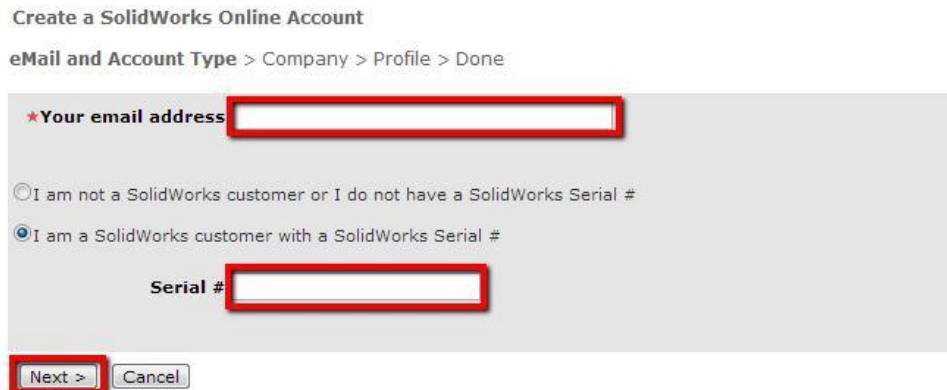 Create a SolidWorks Online Account
eMail and Account Type > Company > Profile > Done
★Your email address
I am not a SolidWorks customer or I do not have a SolidWorks Serial #
I am a SolidWorks customer with a SolidWorks Serial #
Serial #
Next > Cancel